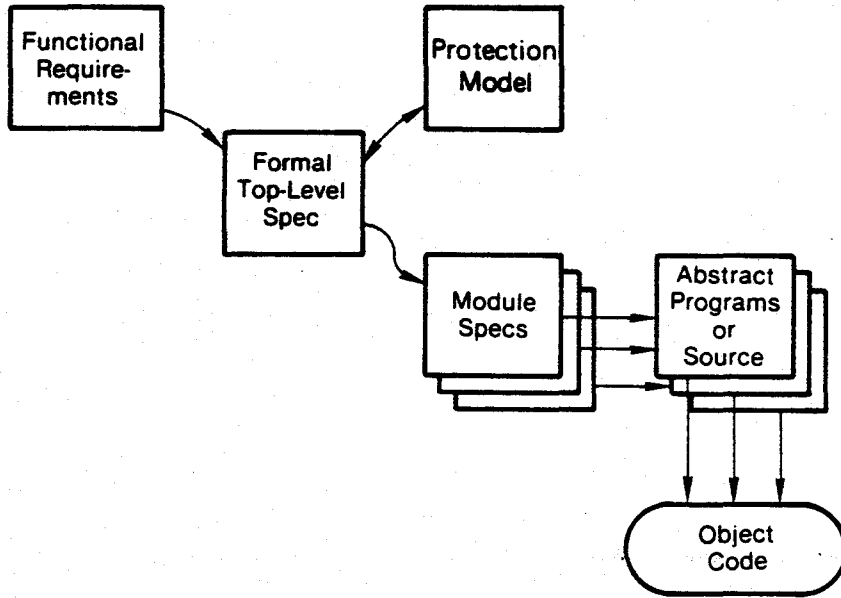 Functional
Require-
ments
Protection
Model
Formal
Top-Level
Spec
Module
Specs
Abstract
Programs
or
Source
Object
Code